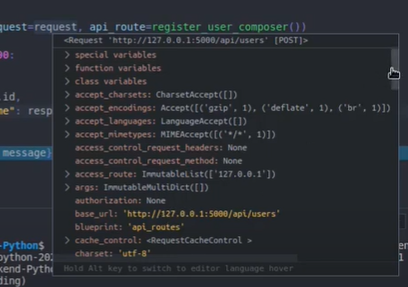 quest=request, api_route=register_user_composer())
<Request 'http://127.0.0.1:5000/api/users' [POST]>
00:
> special variables
> function variables
> class variables
> accept_charsets: CharsetAccept([])
id,
> accept_encodings: Accept([('gzip', 1), ('deflate', 1), ('br', 1)])
e": resp
> accept_languages: LanguageAccept([])
> accept_mimetypes: MIMEAccept([('*/*', 1)])
access_control_request_headers: None
message}
access_control_request_method: None
> access_route: ImmutableList(['127.0.0.1'])
> args: ImmutableMultiDict([])
authorization: None
base_url: 'http://127.0.0.1:5000/api/users'
blueprint: 'api_routes'
-Python$
> cache_control: <RequestCacheControl >
python-202
charset: 'utf-8'
kend-Pytho
Hold Alt key to switch to editor language hover
ding)